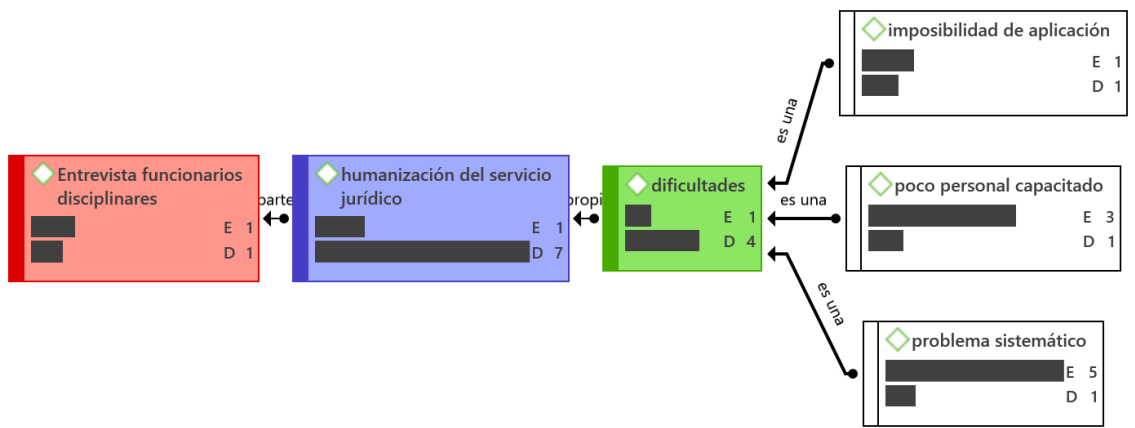 Entrevista funcionarios
disciplinares
E 1
D 1
parte
humanización del servicio
jurídico
E 1
D 7
propi
dificultades
E 1
D 4
es una
imposibilidad de aplicación
E 1
D 1
es una
poco personal capacitado
E 3
D 1
es una
problema sistemático
E 5
D 1